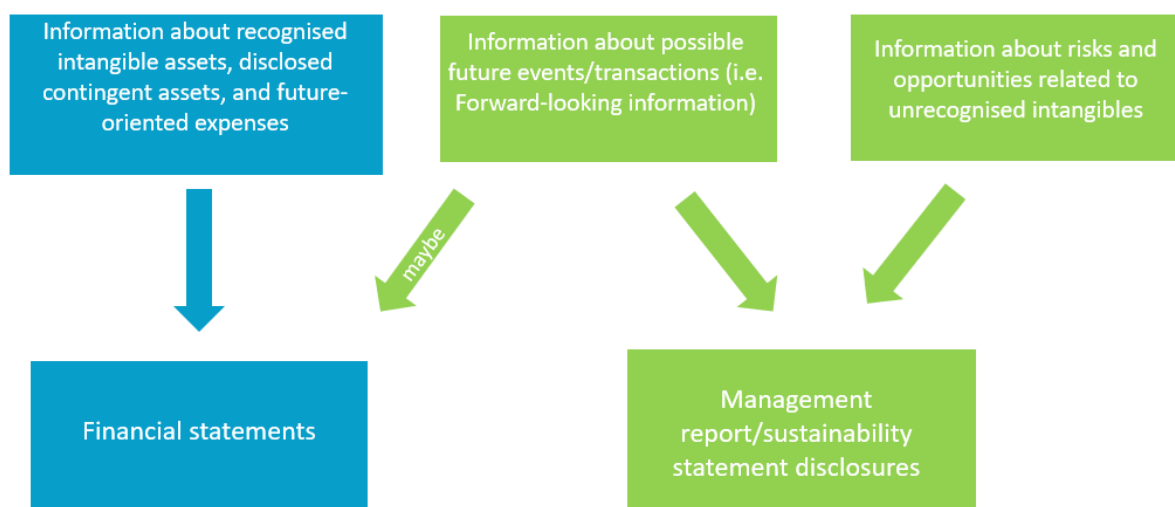 Information about recognised
intangible assets, disclosed
contingent assets, and future-
oriented expenses
Information about possible
future events/transactions (i.e.
Forward-looking information)
Information about risks and
opportunities related to
unrecognised intangibles
maybe
Financial statements
Management
report/sustainability
statement disclosures